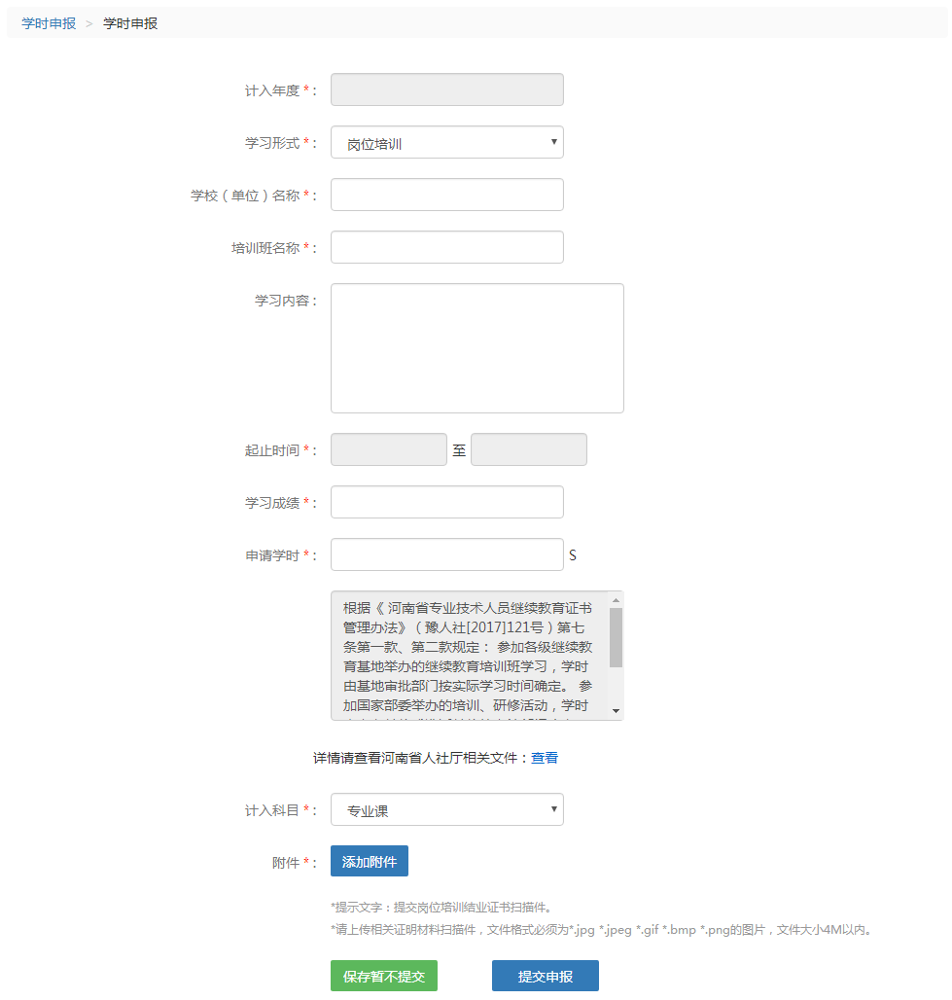 学时申报 > 学时申报
计入年度 * :
学习形式 * : 岗位培训
学校（单位）名称 * :
培训班名称 * :
学习内容 :
起止时间 * : 至
学习成绩 * :
申请学时 * : S
根据《 河南省专业技术人员继续教育证书
管理办法》（豫人社[2017]121号）第七
条第一款、第二款规定： 参加各级继续教
育基地举办的继续教育培训班学习，学时
由基地审批部门按实际学习时间确定。 参
加国家部委举办的培训、研修活动，学时
详情请查看河南省人社厅相关文件：查看
计入科目 * : 专业课
附件 * : 添加附件
*提示文字：提交岗位培训结业证书扫描件。
*请上传相关证明材料扫描件，文件格式必须为*.jpg *.jpeg *.gif *.bmp *.png的图片，文件大小4M以内。
保存暂不提交 提交申报